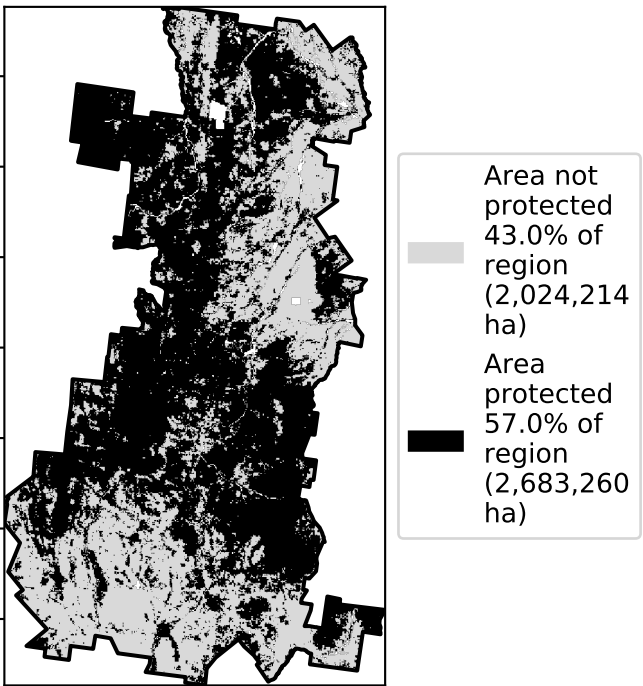 Area not
protected
43.0% of
region
(2,024,214
ha)
Area
protected
57.0% of
region
(2,683,260
ha)